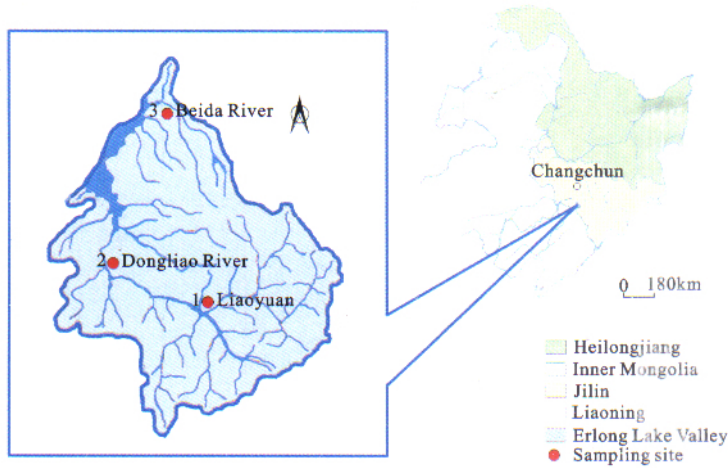 3 Beida River
Changchun
2 Dongliao River
1 Liaoyuan
0 180km
Heilongjiang
Inner Mongolia
Jilin
Liaoning
Erlong Lake Valley
Sampling site